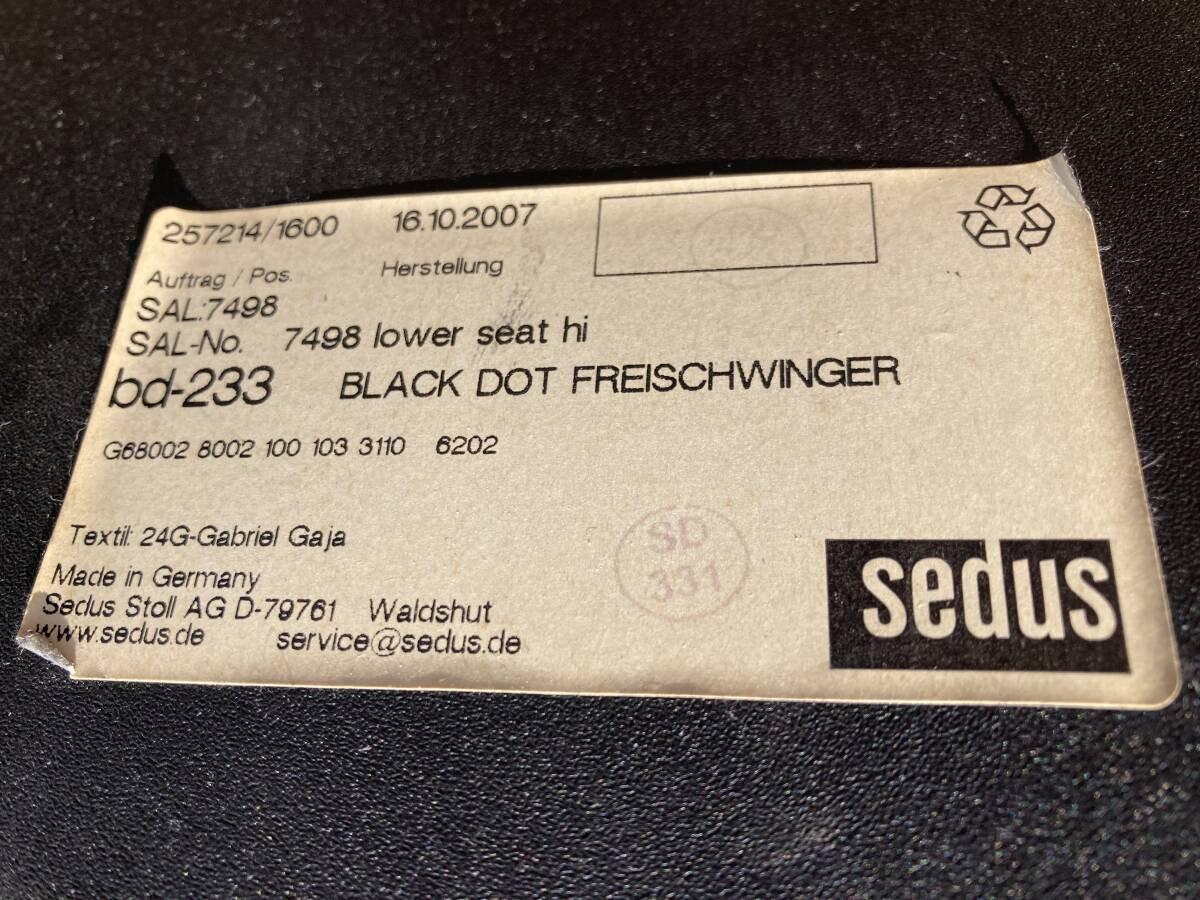 257214/1600 16.10.2007
Auftrag / Pos. Herstellung
SAL:7498
SAL-No. 7498 lower seat hi
bd-233 BLACK DOT FREISCHWINGER
G68002 8002 100 103 3110 6202
Textil: 24G-Gabriel Gaja
Made in Germany
Sedus Stoll AG D-79761 Waldshut
www.sedus.de service@sedus.de
SD
331
sedus